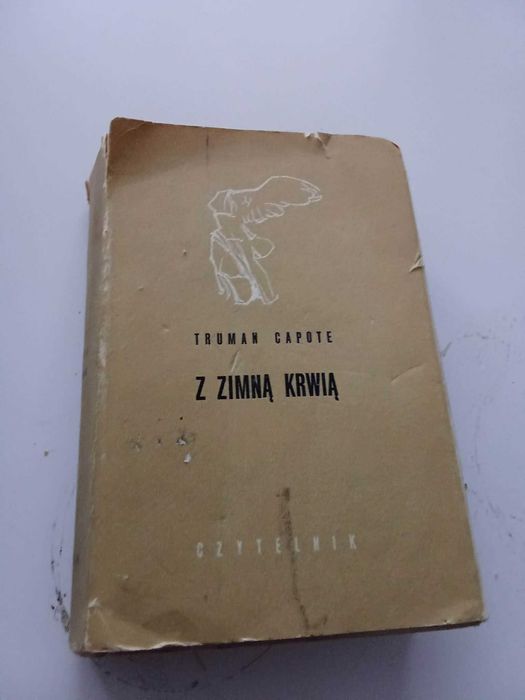 TRUMAN CAPOTE
Z ZIMNĄ KRWIĄ
CZYTELNIK